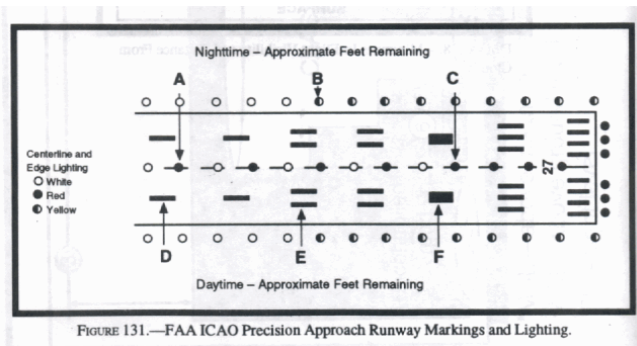 Nighttime – Approximate Feet Remaining
A
B
C
Centerline and
Edge Lighting
White
Red
Yellow
27
D
E
F
Daytime – Approximate Feet Remaining
FIGURE 131.—FAA ICAO Precision Approach Runway Markings and Lighting.